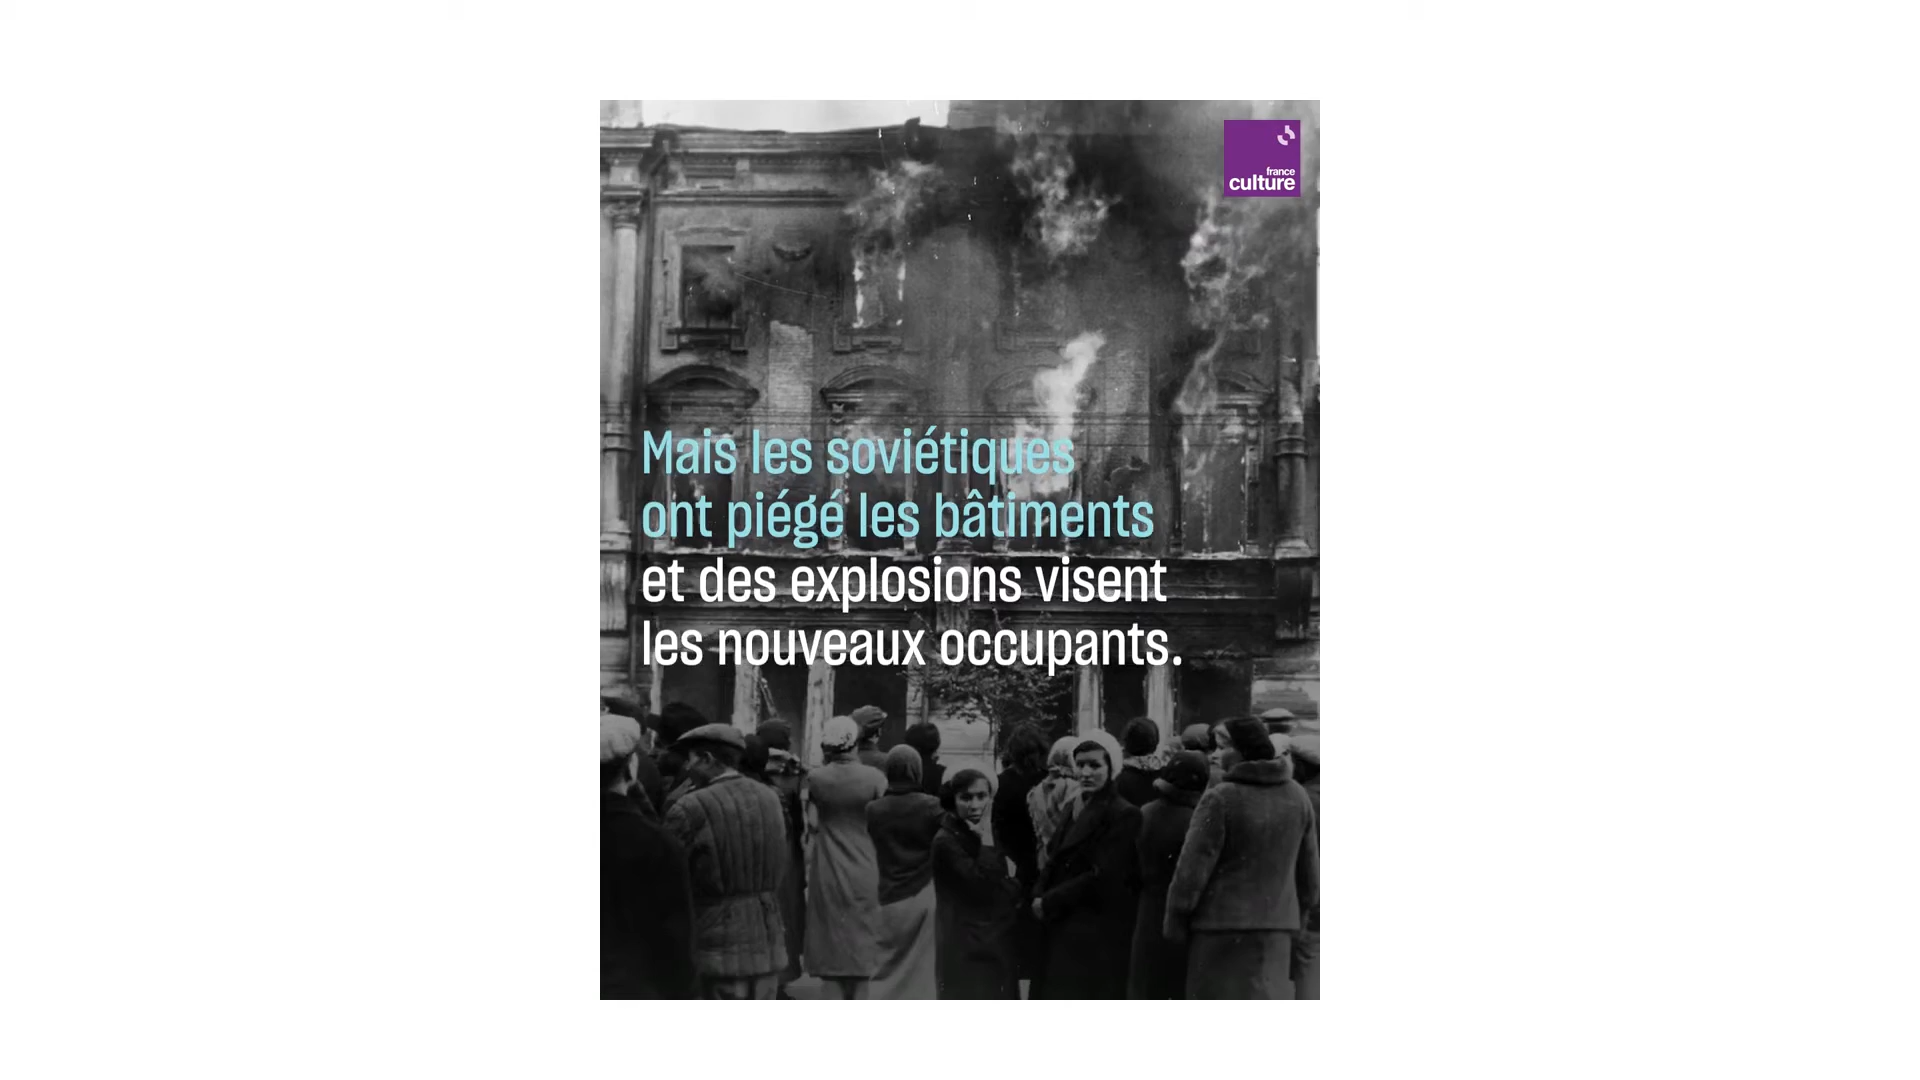 france
culture
Mais les soviétiques
ont piégé les bâtiments
et des explosions visent
les nouveaux occupants.